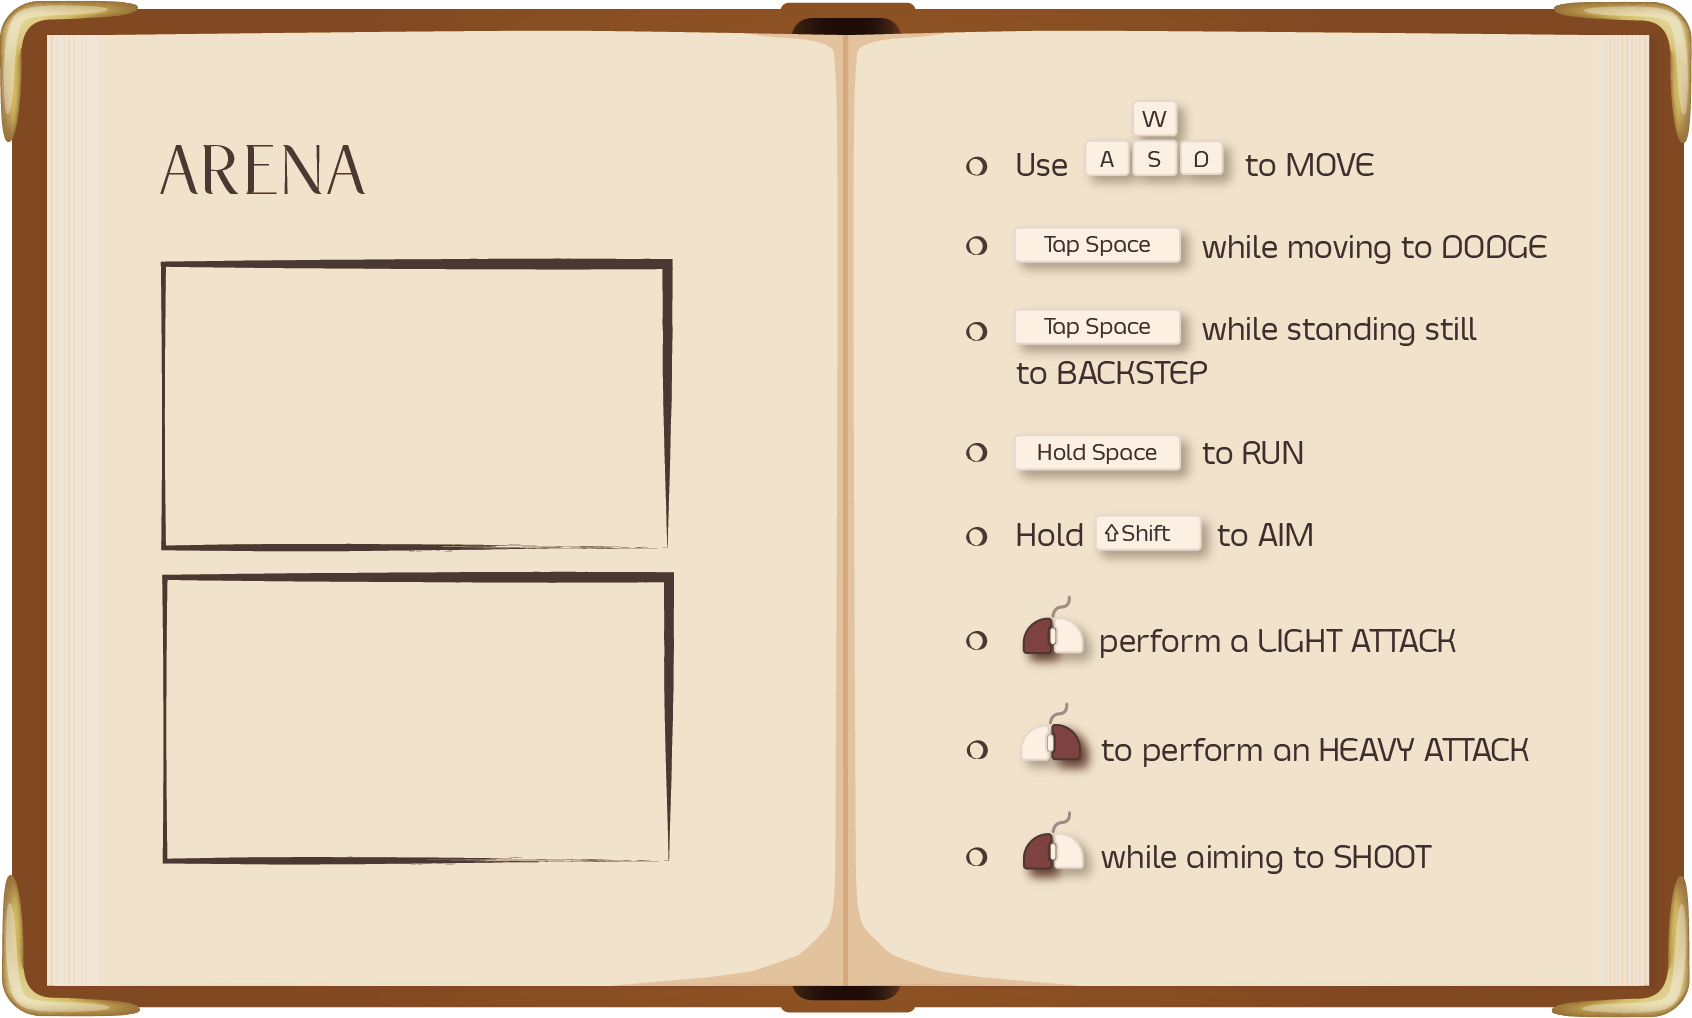 ARENA
W
Use A S D to MOVE
Tap Space while moving to DODGE
Tap Space while standing still
to BACKSTEP
Hold Space to RUN
Hold Shift to AIM
perform a LIGHT ATTACK
to perform an HEAVY ATTACK
while aiming to SHOOT